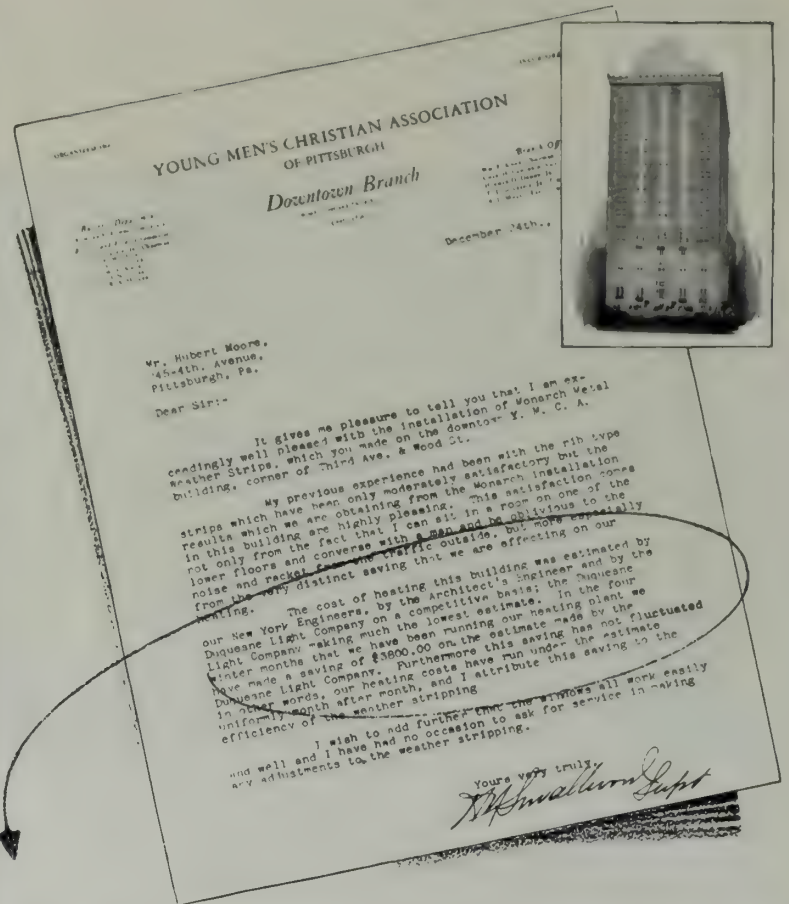 YOUNG MEN'S CHRISTIAN ASSOCIATION
OF PITTSBURGH
Downtown Branch
December 24th.,
Mr. Hubert Moore,
45-4th. Avenue,
Pittsburgh, Pa.
Dear Sir:-
It gives me pleasure to tell you that I am ex-
ceedingly well pleased with the installation of Monarch Metal
Weather Strips, which you made on the downtown Y. M. C. A.
building, corner of Third Ave. & Wood St.
My previous experience had been with the rib type
strips which have been only moderately satisfactory but the
results which we are obtaining from the Monarch installation
in this building are highly pleasing. This satisfaction comes
not only from the fact that I can sit in a room on one of the
lower floors and converse with a man and be oblivious to the
noise and racket from the traffic outside, but more especially
from the very distinct saving that we are effecting on our
heating.
The cost of heating this building was estimated by
our New York Engineers, by the Architect's Engineer and by the
Duquesne Light Company on a competitive basis; the Duquesne
Light Company making much the lowest estimate. In the four
winter months that we have been running our heating plant we
have made a saving of $3800.00 on the estimate made by the
Duquesne Light Company. Furthermore this saving has not fluctuated
in other words, our heating costs have run under the estimate
uniformly month after month, and I attribute this saving to the
efficiency of the weather stripping
I wish to add further that the windows all work easily
and well and I have had no occasion to ask for service in making
any adjustments to the weather stripping.
Yours very truly,
Supt